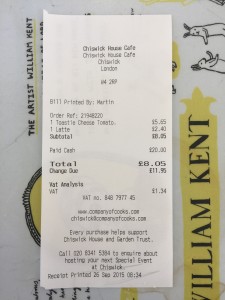 Chiswick House Cafe
Chiswick House Cafe
Chiswick
London
W4 2RP
Bill Printed By: Martin
Order Ref: 21948220
1 Toastie Cheese Tomato. £5.65
1 Latte £2.40
Subtotal £8.05
Paid Cash £20.00
Total £8.05
Change Due £11.95
Vat Analysis
VAT £1.34
VAT no. 848 7977 45
www.companyofcooks.com
chiswick@companyofcooks.com
Every purchase helps support
Chiswick House and Garden Trust.
Call 020 8341 5384 to enquire about
hosting your next Special Event
at Chiswick.
Receipt Printed 26 Sep 2015 08:34
THE ARTIST WILLIAM KENT
WILLIAM KENT